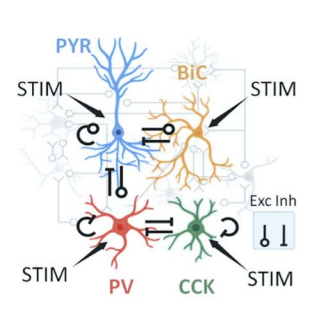 PYR
BiC
STIM
STIM
Exc Inh
STIM
PV
CCK
STIM